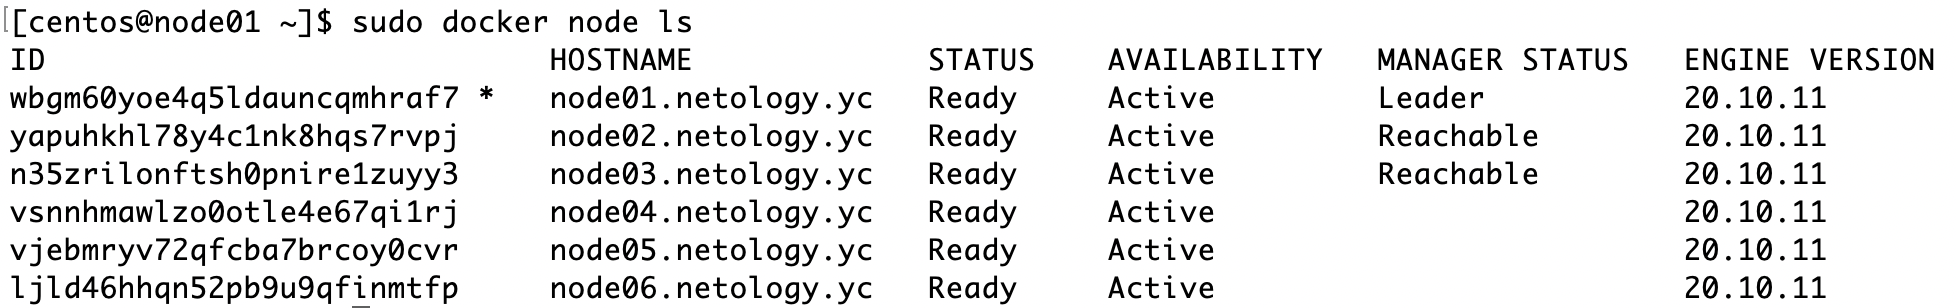 [centos@node01 ~]$ sudo docker node ls
ID                            HOSTNAME             STATUS    AVAILABILITY   MANAGER STATUS   ENGINE VERSION
wbgm60yoe4q5ldauncqmhraf7 *   node01.netology.yc   Ready     Active         Leader           20.10.11
yapuhkhl78y4c1nk8hqs7rvpj     node02.netology.yc   Ready     Active         Reachable        20.10.11
n35zrilonftsh0pnire1zuyy3     node03.netology.yc   Ready     Active         Reachable        20.10.11
vsnnhmawlzo0otle4e67qi1rj     node04.netology.yc   Ready     Active                          20.10.11
vjebmryv72qfcba7brcoy0cvr     node05.netology.yc   Ready     Active                          20.10.11
ljld46hhqn52pb9u9qfinmtfp     node06.netology.yc   Ready     Active                          20.10.11